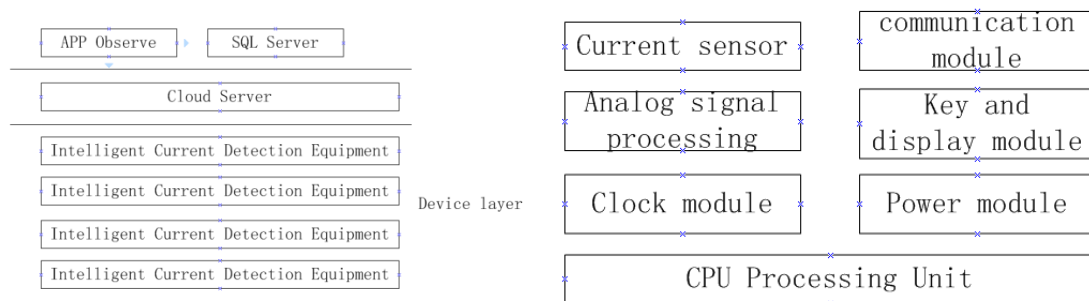 APP Observe
SQL Server
Cloud Server
Intelligent Current Detection Equipment
Intelligent Current Detection Equipment
Intelligent Current Detection Equipment
Intelligent Current Detection Equipment
Device layer
Current sensor
communication
module
Analog signal
processing
Key and
display module
Clock module
Power module
CPU Processing Unit